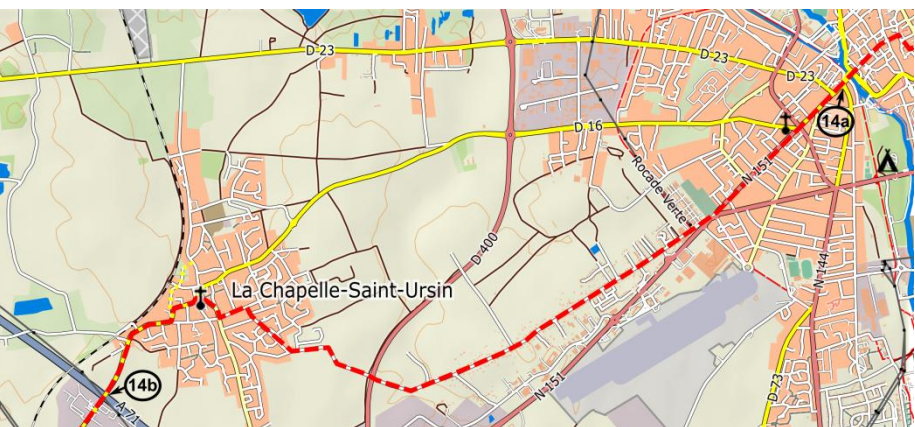 D 23
D 23
D 23
14a
D 16
N 151
Rocade Verte
D 400
N 144
La Chapelle-Saint-Ursin
14b
A 71
N 151
D 73